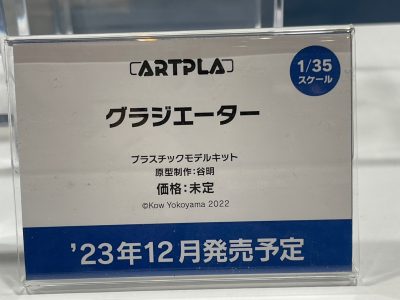 ARTPLA
1/35
スケール
グラジエーター
プラスチックモデルキット
原型制作:谷明
価格:未定
©Kow Yokoyama 2022
’23年12月発売予定